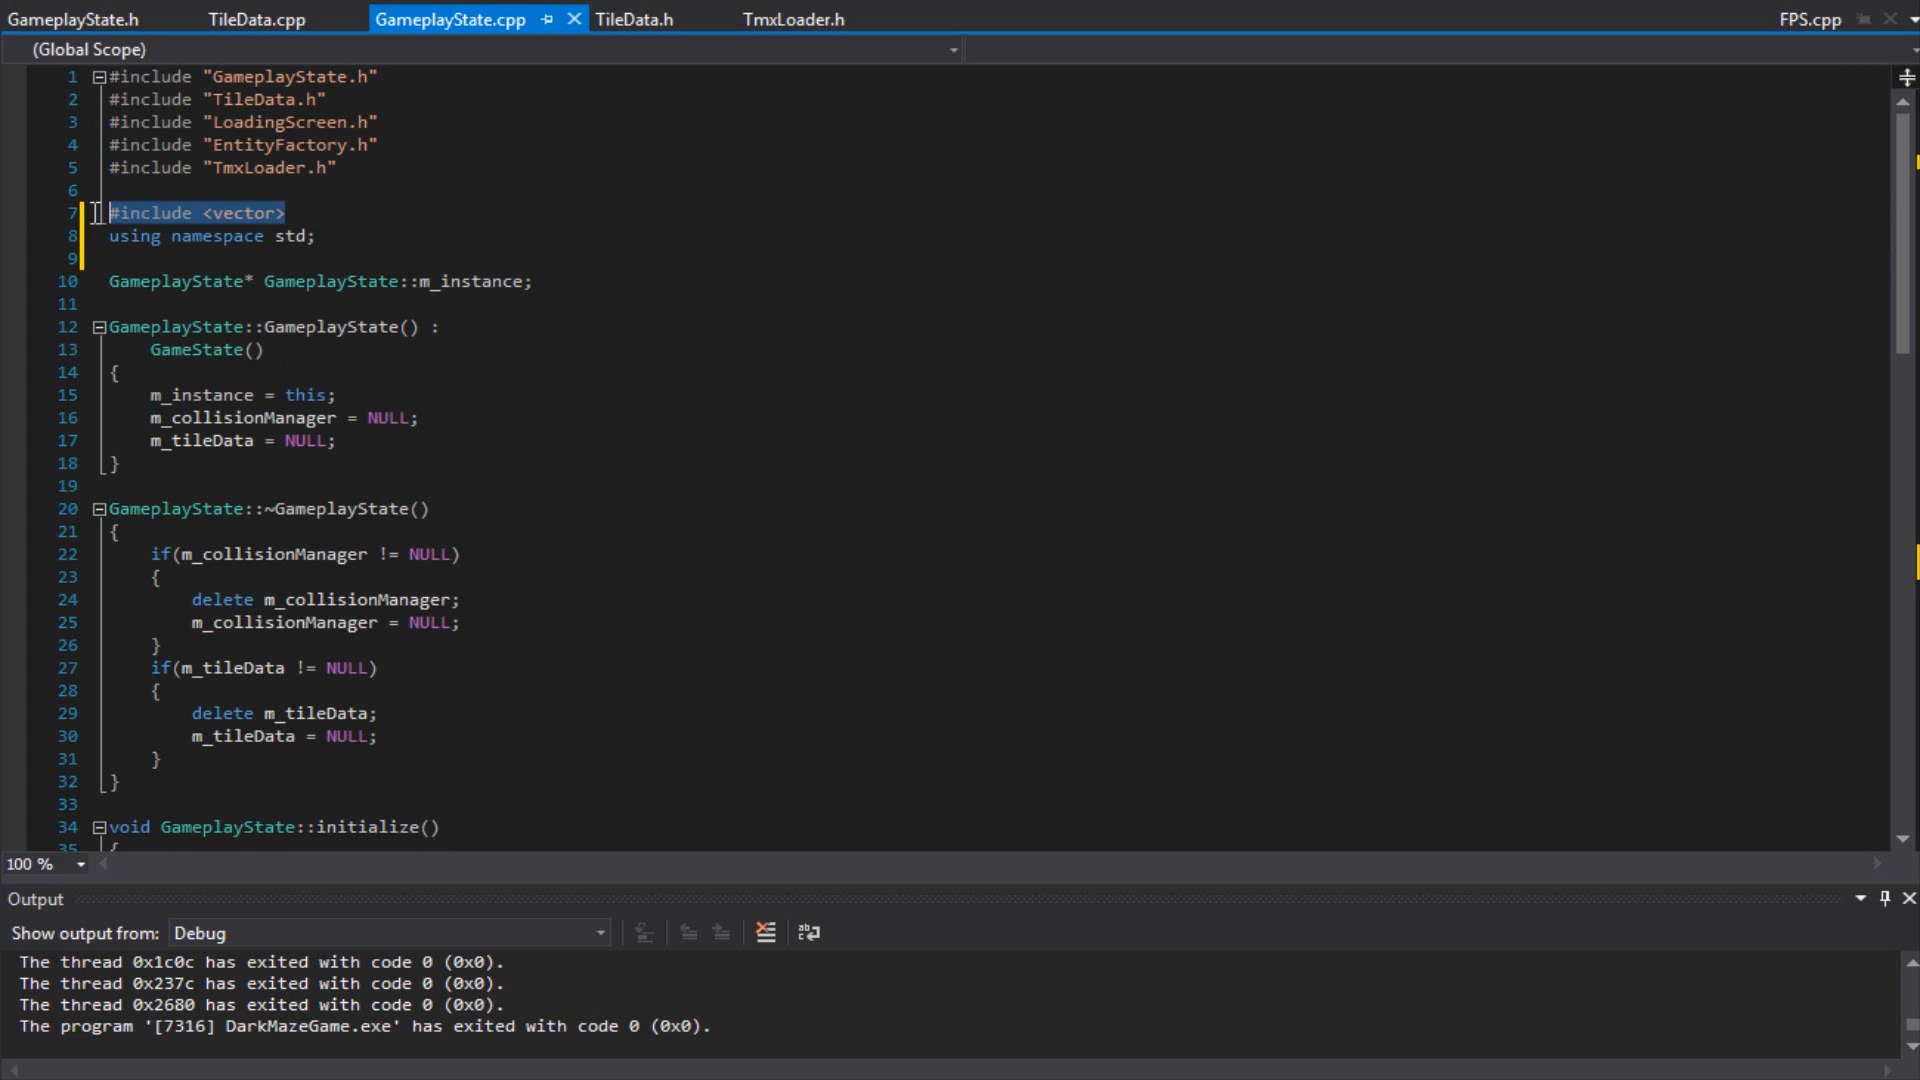 GameplayState.h TileData.cpp GameplayState.cpp TileData.h TmxLoader.h FPS.cpp
(Global Scope)
1 #include "GameplayState.h"
2 #include "TileData.h"
3 #include "LoadingScreen.h"
4 #include "EntityFactory.h"
5 #include "TmxLoader.h"
6
7 #include <vector>
8 using namespace std;
9
10 GameplayState* GameplayState::m_instance;
11
12 GameplayState::GameplayState() :
13     GameState()
14 {
15     m_instance = this;
16     m_collisionManager = NULL;
17     m_tileData = NULL;
18 }
19
20 GameplayState::~GameplayState()
21 {
22     if(m_collisionManager != NULL)
23     {
24         delete m_collisionManager;
25         m_collisionManager = NULL;
26     }
27     if(m_tileData != NULL)
28     {
29         delete m_tileData;
30         m_tileData = NULL;
31     }
32 }
33
34 void GameplayState::initialize()
35 {
100 %
Output
Show output from: Debug
The thread 0x1c0c has exited with code 0 (0x0).
The thread 0x237c has exited with code 0 (0x0).
The thread 0x2680 has exited with code 0 (0x0).
The program '[7316] DarkMazeGame.exe' has exited with code 0 (0x0).